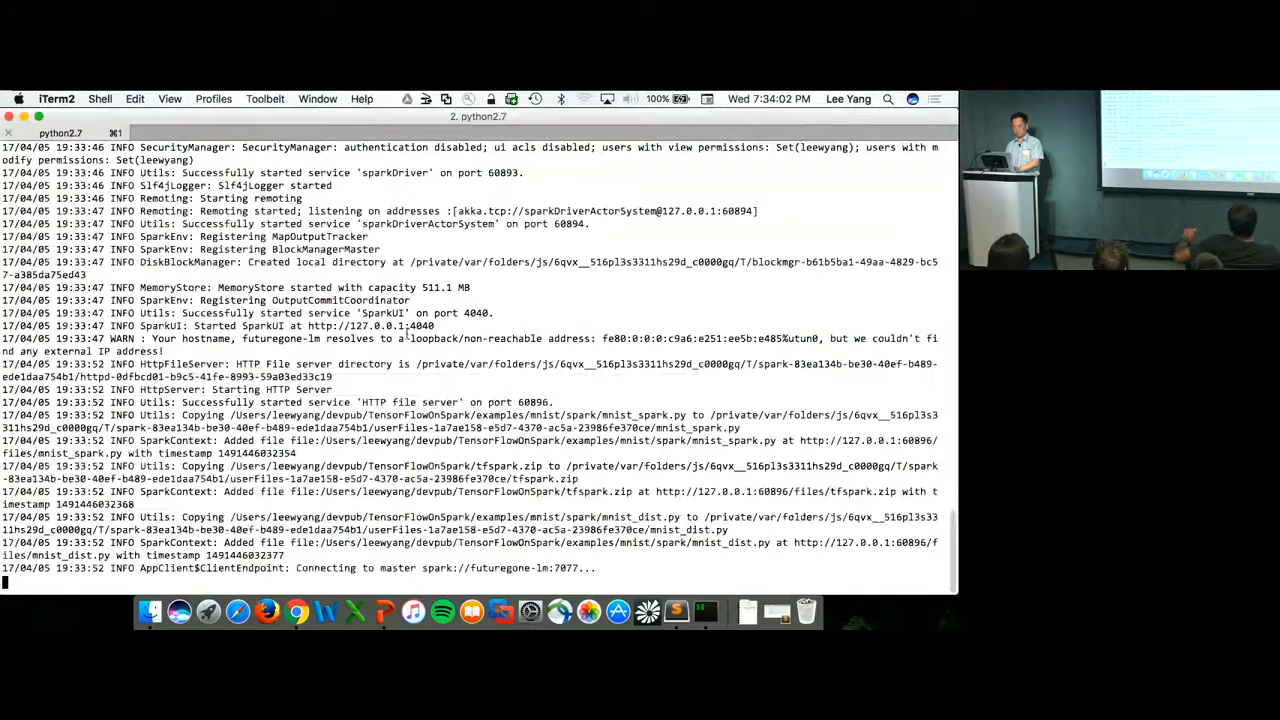 iTerm2 Shell Edit View Profiles Toolbelt Window Help 100% Wed 7:34:02 PM Lee Yang
2. python2.7
python2.7 ⌘1
17/04/05 19:33:46 INFO SecurityManager: SecurityManager: authentication disabled; ui acls disabled; users with view permissions: Set(leewyang); users with m
odify permissions: Set(leewyang)
17/04/05 19:33:46 INFO Utils: Successfully started service 'sparkDriver' on port 60893.
17/04/05 19:33:46 INFO Slf4jLogger: Slf4jLogger started
17/04/05 19:33:46 INFO Remoting: Starting remoting
17/04/05 19:33:47 INFO Remoting: Remoting started; listening on addresses :[akka.tcp://sparkDriverActorSystem@127.0.0.1:60894]
17/04/05 19:33:47 INFO Utils: Successfully started service 'sparkDriverActorSystem' on port 60894.
17/04/05 19:33:47 INFO SparkEnv: Registering MapOutputTracker
17/04/05 19:33:47 INFO SparkEnv: Registering BlockManagerMaster
17/04/05 19:33:47 INFO DiskBlockManager: Created local directory at /private/var/folders/js/6qvx__516pl3s3311hs29d_c0000gq/T/blockmgr-b61b5ba1-49aa-4829-bc5
7-a385da75ed43
17/04/05 19:33:47 INFO MemoryStore: MemoryStore started with capacity 511.1 MB
17/04/05 19:33:47 INFO SparkEnv: Registering OutputCommitCoordinator
17/04/05 19:33:47 INFO Utils: Successfully started service 'SparkUI' on port 4040.
17/04/05 19:33:47 INFO SparkUI: Started SparkUI at http://127.0.0.1:4040
17/04/05 19:33:47 WARN : Your hostname, futuregone-lm resolves to a loopback/non-reachable address: fe80:0:0:0:c9a6:e251:ee5b:e485%utun0, but we couldn't fi
nd any external IP address!
17/04/05 19:33:52 INFO HttpFileServer: HTTP File server directory is /private/var/folders/js/6qvx__516pl3s3311hs29d_c0000gq/T/spark-83ea134b-be30-40ef-b489-
ede1daa754b1/httpd-0dfbcd01-b9c5-41fe-8993-59a03ed33c19
17/04/05 19:33:52 INFO HttpServer: Starting HTTP Server
17/04/05 19:33:52 INFO Utils: Successfully started service 'HTTP file server' on port 60896.
17/04/05 19:33:52 INFO Utils: Copying /Users/leewyang/devpub/TensorFlowOnSpark/examples/mnist/spark/mnist_spark.py to /private/var/folders/js/6qvx__516pl3s3
311hs29d_c0000gq/T/spark-83ea134b-be30-40ef-b489-ede1daa754b1/userFiles-1a7ae158-e5d7-4370-ac5a-23986fe370ce/mnist_spark.py
17/04/05 19:33:52 INFO SparkContext: Added file file:/Users/leewyang/devpub/TensorFlowOnSpark/examples/mnist/spark/mnist_spark.py at http://127.0.0.1:60896/
files/mnist_spark.py with timestamp 1491446032354
17/04/05 19:33:52 INFO Utils: Copying /Users/leewyang/devpub/TensorFlowOnSpark/tfspark.zip to /private/var/folders/js/6qvx__516pl3s3311hs29d_c0000gq/T/spark
-83ea134b-be30-40ef-b489-ede1daa754b1/userFiles-1a7ae158-e5d7-4370-ac5a-23986fe370ce/tfspark.zip
17/04/05 19:33:52 INFO SparkContext: Added file file:/Users/leewyang/devpub/TensorFlowOnSpark/tfspark.zip at http://127.0.0.1:60896/files/tfspark.zip with t
imestamp 1491446032368
17/04/05 19:33:52 INFO Utils: Copying /Users/leewyang/devpub/TensorFlowOnSpark/examples/mnist/spark/mnist_dist.py to /private/var/folders/js/6qvx__516pl3s33
11hs29d_c0000gq/T/spark-83ea134b-be30-40ef-b489-ede1daa754b1/userFiles-1a7ae158-e5d7-4370-ac5a-23986fe370ce/mnist_dist.py
17/04/05 19:33:52 INFO SparkContext: Added file file:/Users/leewyang/devpub/TensorFlowOnSpark/examples/mnist/spark/mnist_dist.py at http://127.0.0.1:60896/f
iles/mnist_dist.py with timestamp 1491446032377
17/04/05 19:33:52 INFO AppClient$ClientEndpoint: Connecting to master spark://futuregone-lm:7077...